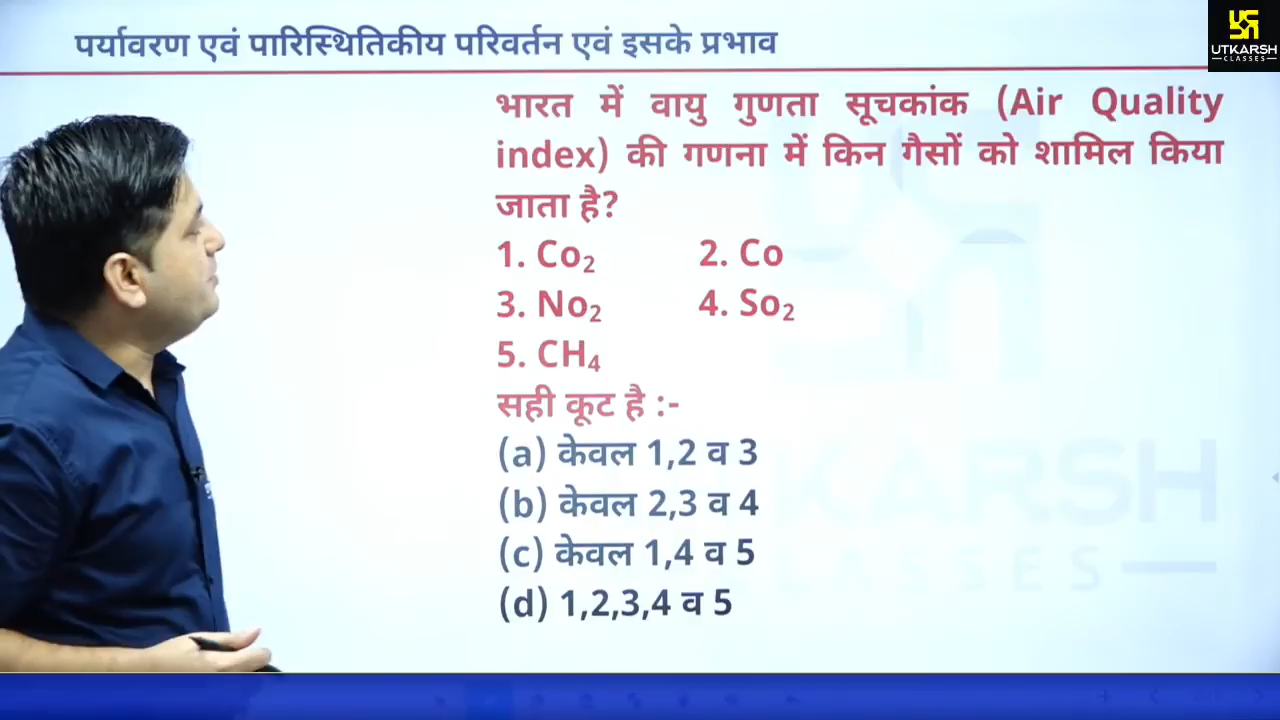 पर्यावरण एवं पारिस्थितिकीय परिवर्तन एवं इसके प्रभाव
UTKARSH
CLASSES
भारत में वायु गुणता सूचकांक (Air Quality
index) की गणना में किन गैसों को शामिल किया
जाता है?
1. Co₂ 2. Co
3. No₂ 4. So₂
5. CH₄
सही कूट है :-
(a) केवल 1,2 व 3
(b) केवल 2,3 व 4
(c) केवल 1,4 व 5
(d) 1,2,3,4 व 5
UTKARSH
CLASSES